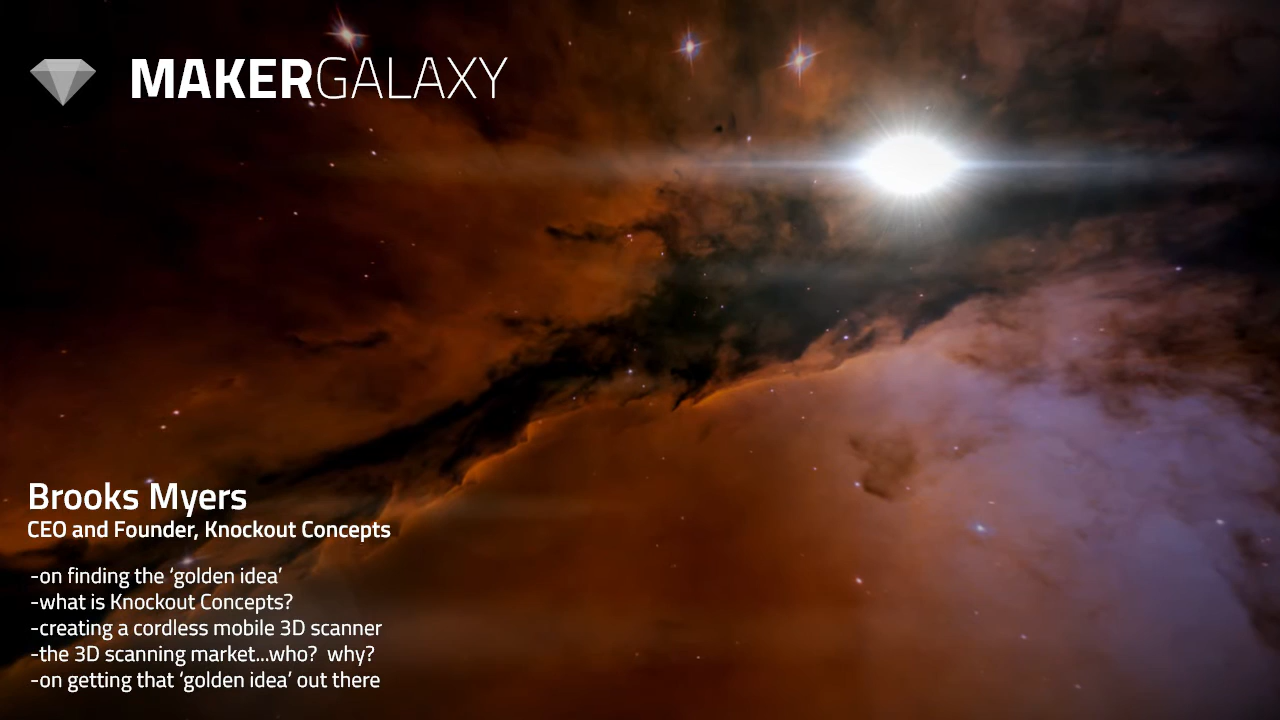 MAKERGALAXY
Brooks Myers
CEO and Founder, Knockout Concepts
-on finding the ‘golden idea’
-what is Knockout Concepts?
-creating a cordless mobile 3D scanner
-the 3D scanning market...who?  why?
-on getting that ‘golden idea’ out there